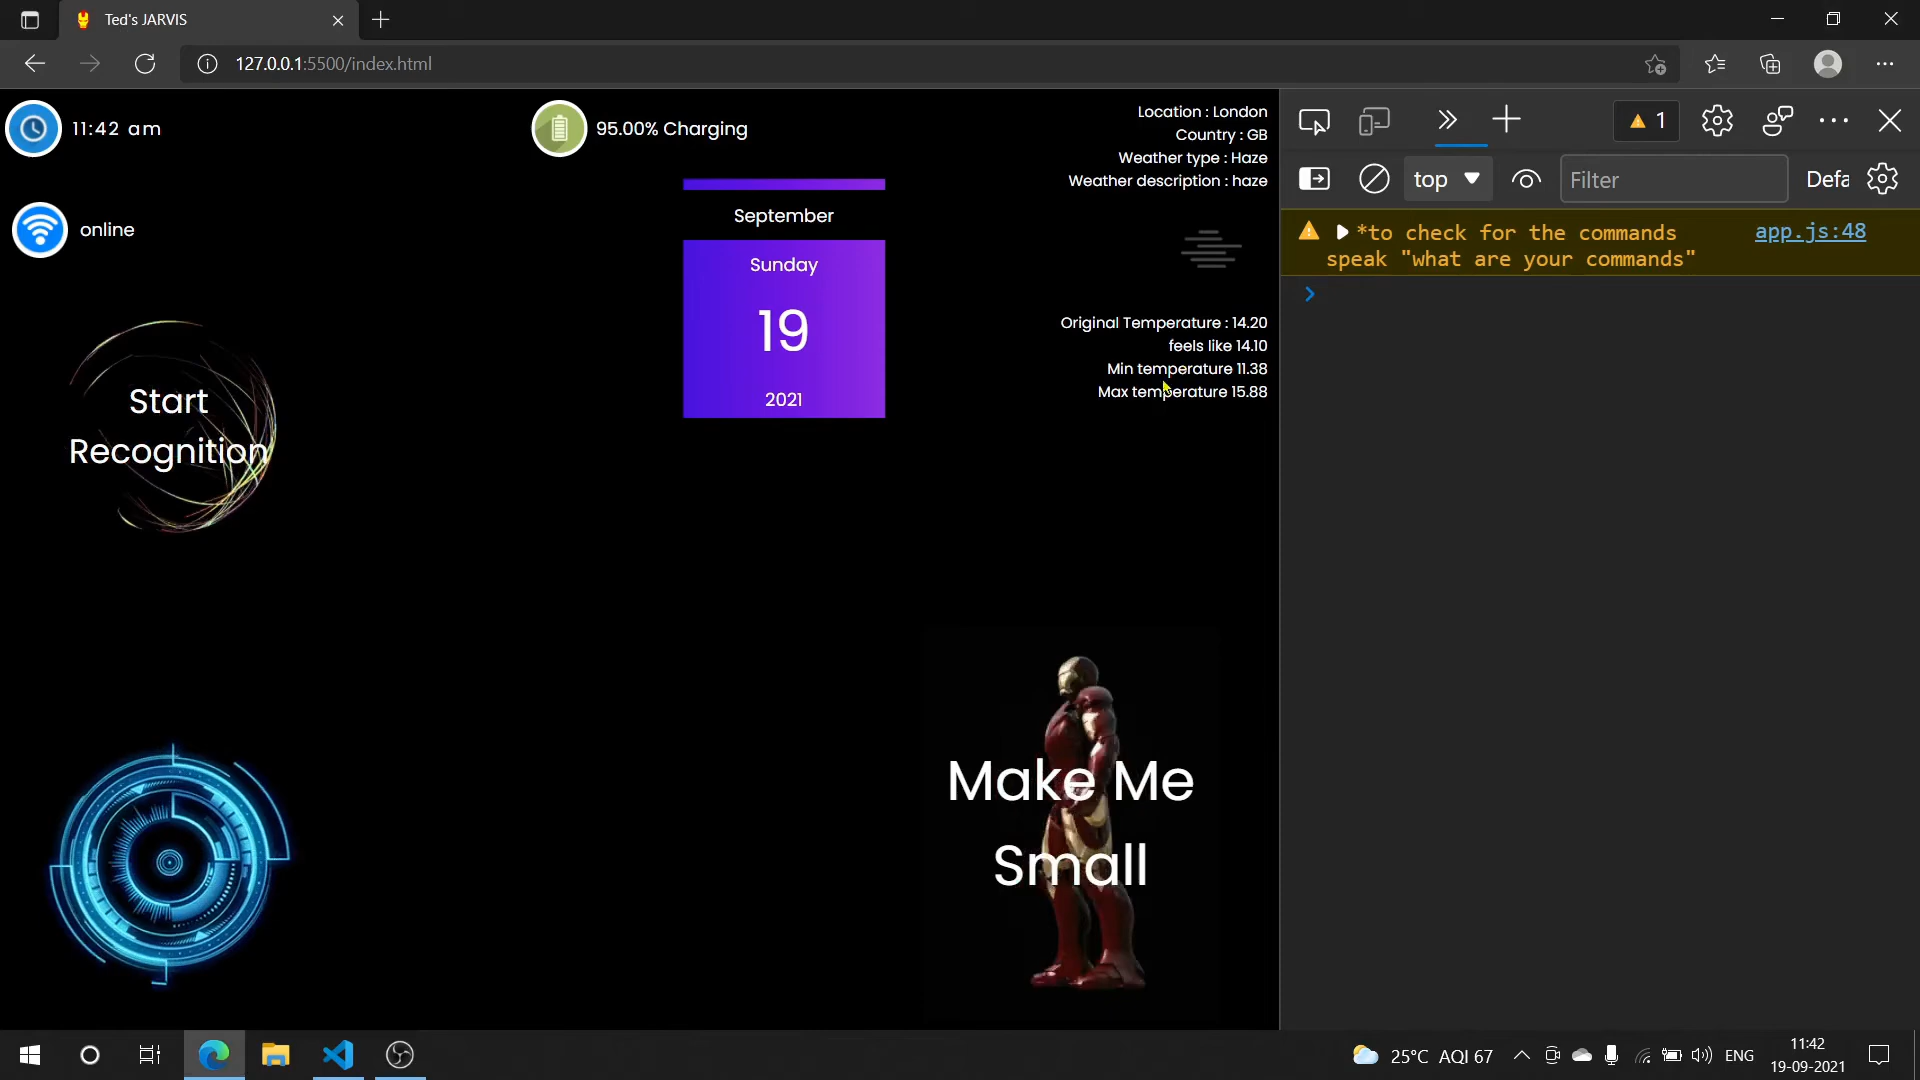 Ted's JARVIS
127.0.0.1:5500/index.html
11:42 am
95.00% Charging
Location : London
Country : GB
Weather type : Haze
Weather description : haze
online
September
Sunday
19
2021
Original Temperature : 14.20
feels like 14.10
Min temperature 11.38
Max temperature 15.88
Start
Recognition
Make Me
Small
1
top
Filter
Defa
*to check for the commands app.js:48
speak "what are your commands"
25°C AQI 67
ENG
11:42
19-09-2021